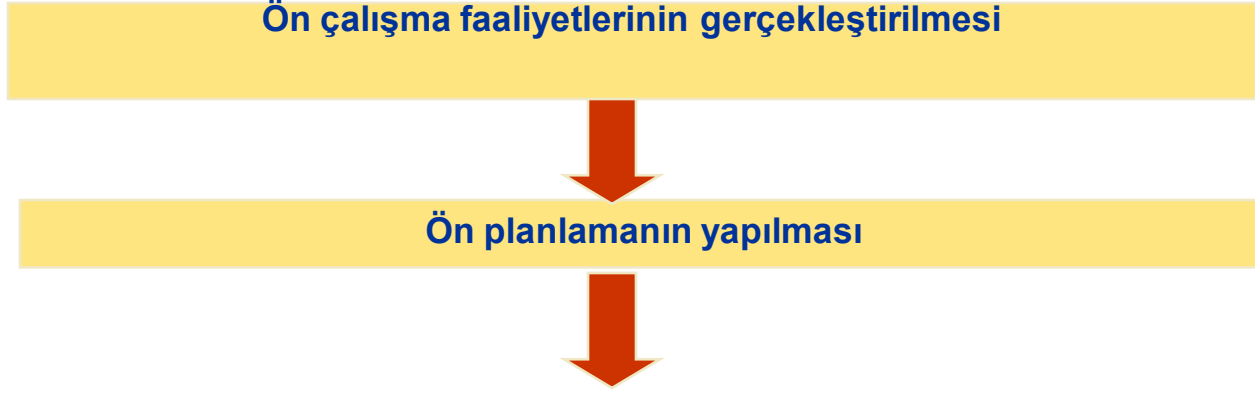 Ön çalışma faaliyetlerinin gerçekleştirilmesi
Ön planlamanın yapılması